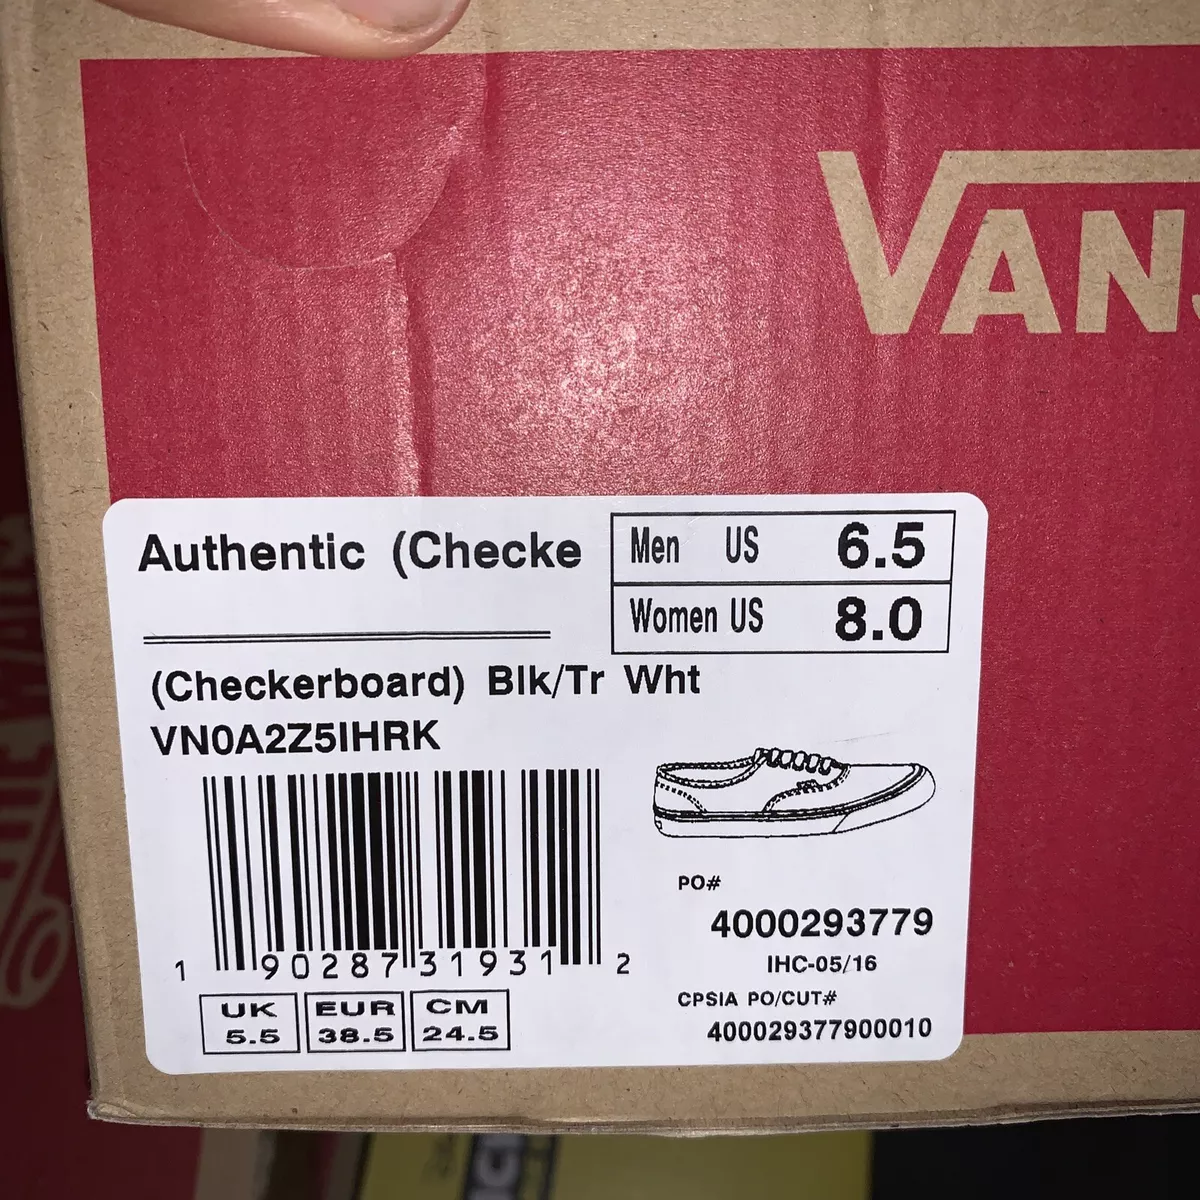 VANS
Authentic (Checke
Men US 6.5
Women US 8.0
(Checkerboard) Blk/Tr Wht
VN0A2Z5IHRK
1 90287 31931 2
UK 5.5
EUR 38.5
CM 24.5
PO#
4000293779
IHC-05/16
CPSIA PO/CUT#
400029377900010